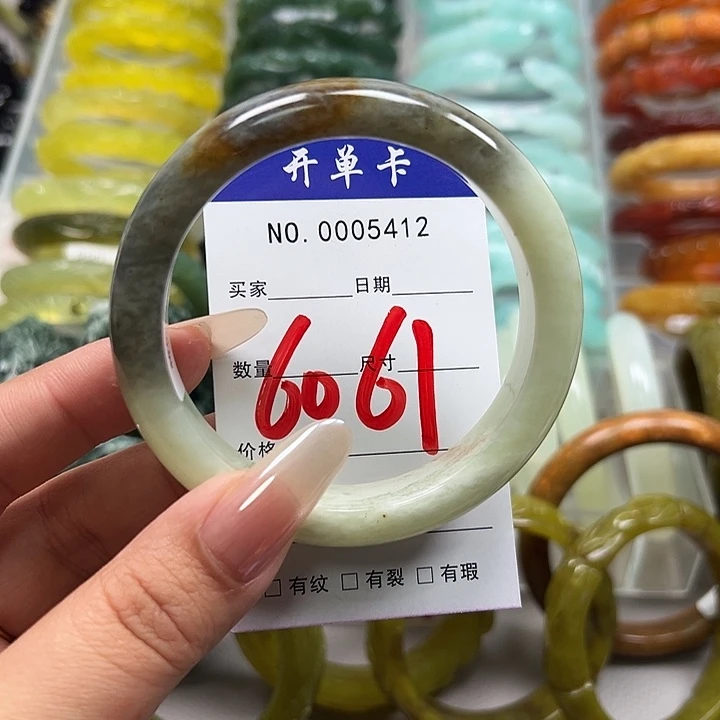 开单卡
NO. 0005412
买家 日期
数量 尺寸
6061
价格
□ 有纹 □ 有裂 □ 有瑕